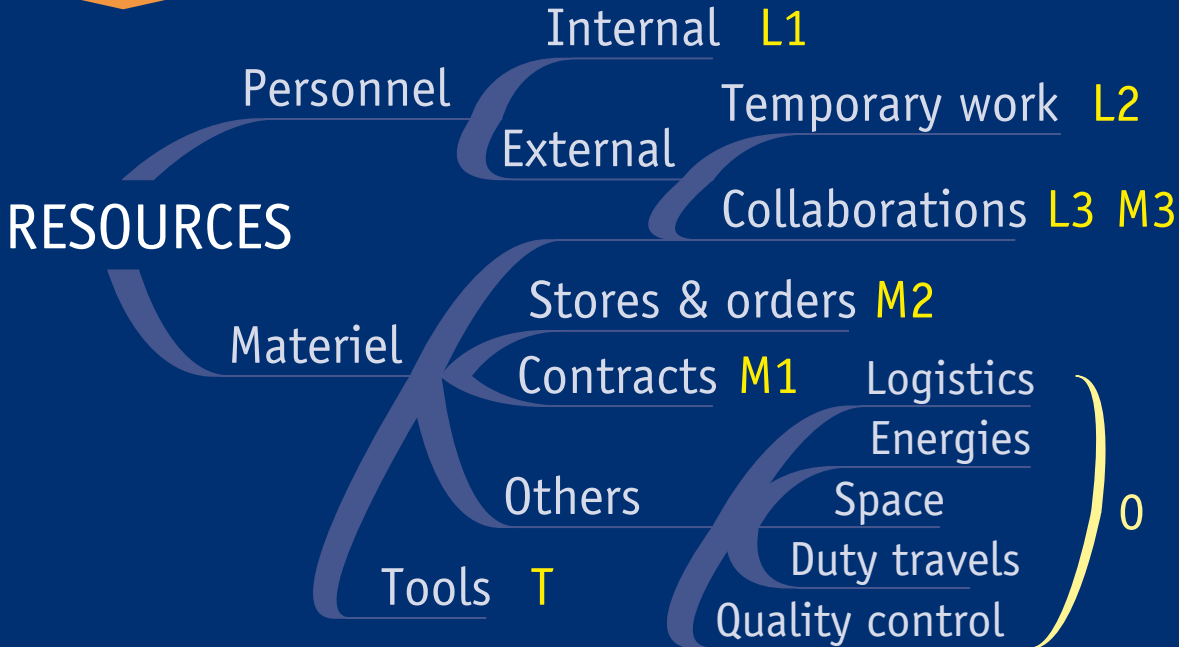 Internal L1
Personnel
Temporary work L2
External
Collaborations L3 M3
RESOURCES
Stores & orders M2
Materiel
Contracts M1
Logistics
Energies
Others
Space
O
Duty travels
Tools T
Quality control